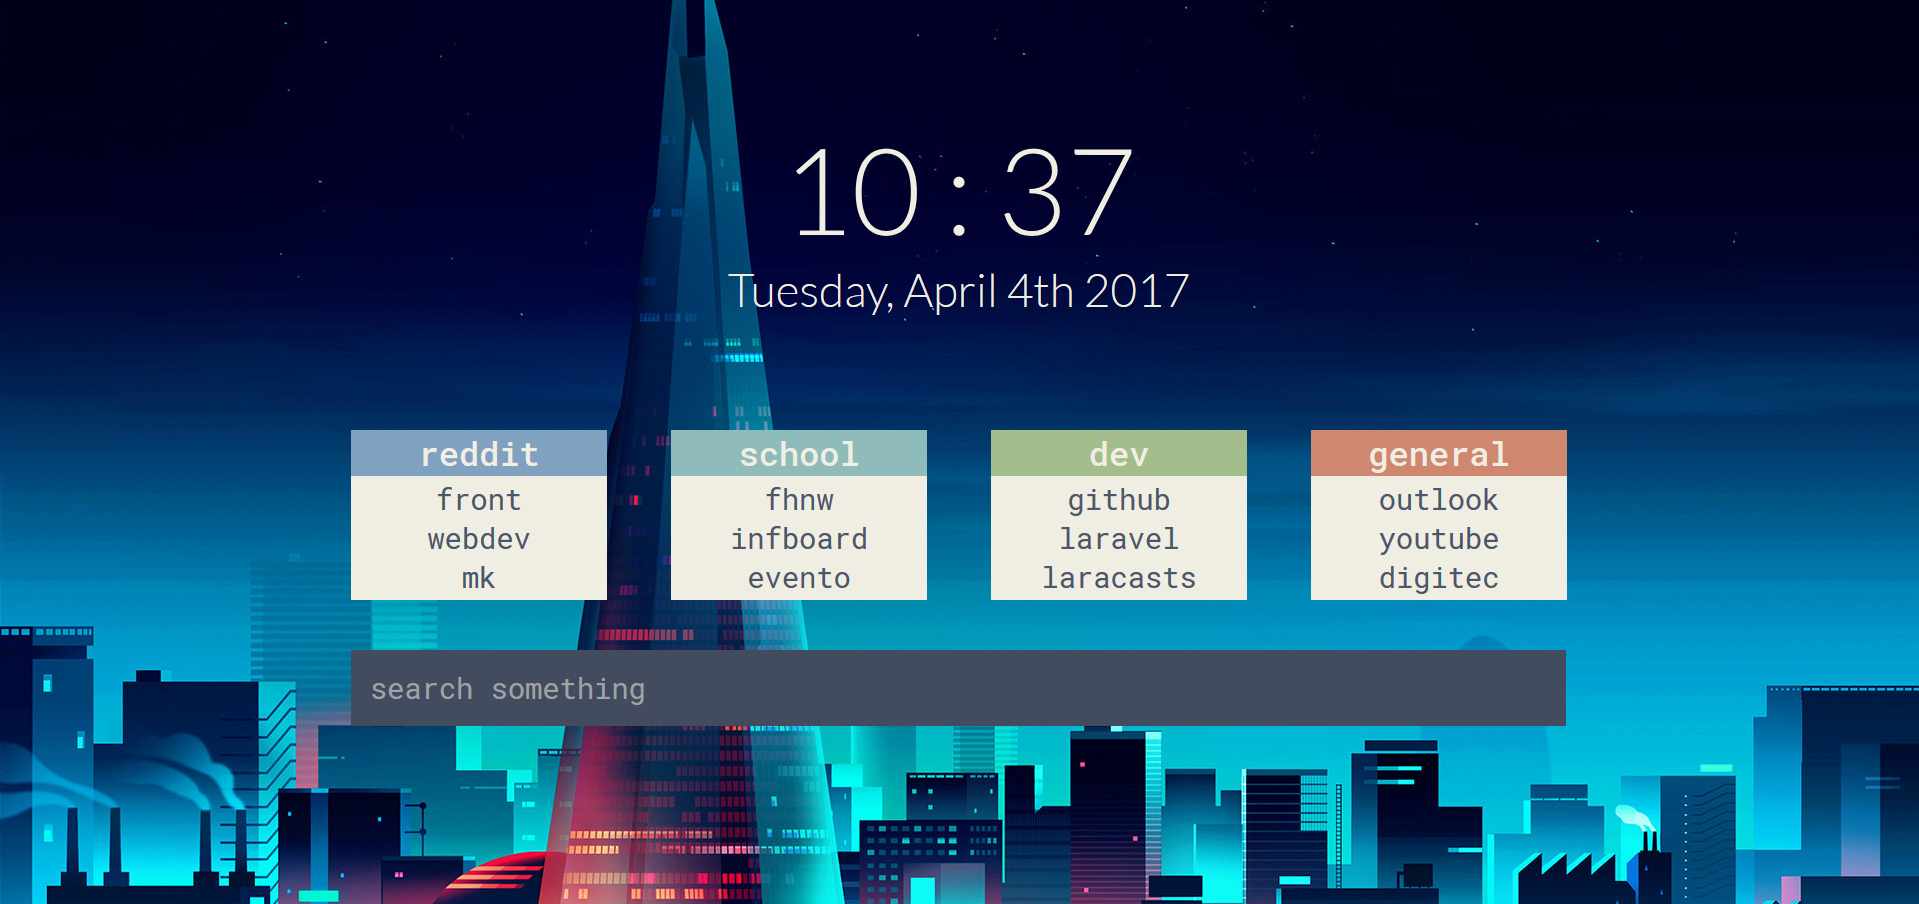 10 : 37
Tuesday, April 4th 2017
reddit
front
webdev
mk
school
fhnw
infboard
evento
dev
github
laravel
laracasts
general
outlook
youtube
digitec
search something